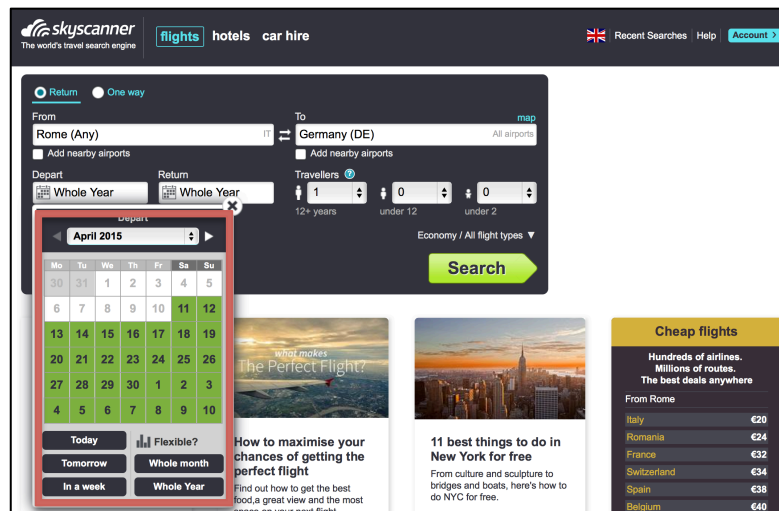 skyscanner
The world's travel search engine
flights hotels car hire
Recent Searches Help Account >
Return One way
From To map
Rome (Any) IT Germany (DE) All airports
Add nearby airports Add nearby airports
Depart Return Travellers ?
Whole Year Whole Year 1 0 0
12+ years under 12 under 2
Economy / All flight types ▼
Search
Depart
April 2015
Mo Tu We Th Fr Sa Su
30 31 1 2 3 4 5
6 7 8 9 10 11 12
13 14 15 16 17 18 19
20 21 22 23 24 25 26
27 28 29 30 1 2 3
4 5 6 7 8 9 10
Today Flexible?
Tomorrow Whole month
In a week Whole Year
what makes
The Perfect Flight?
How to maximise your
chances of getting the
perfect flight
Find out how to get the best
food,a great view and the most
space on your next flight
11 best things to do in
New York for free
From culture and sculpture to
bridges and boats, here's how to
do NYC for free.
Cheap flights
Hundreds of airlines.
Millions of routes.
The best deals anywhere
From Rome
Italy €20
Romania €24
France €32
Switzerland €34
Spain €38
Belgium €40